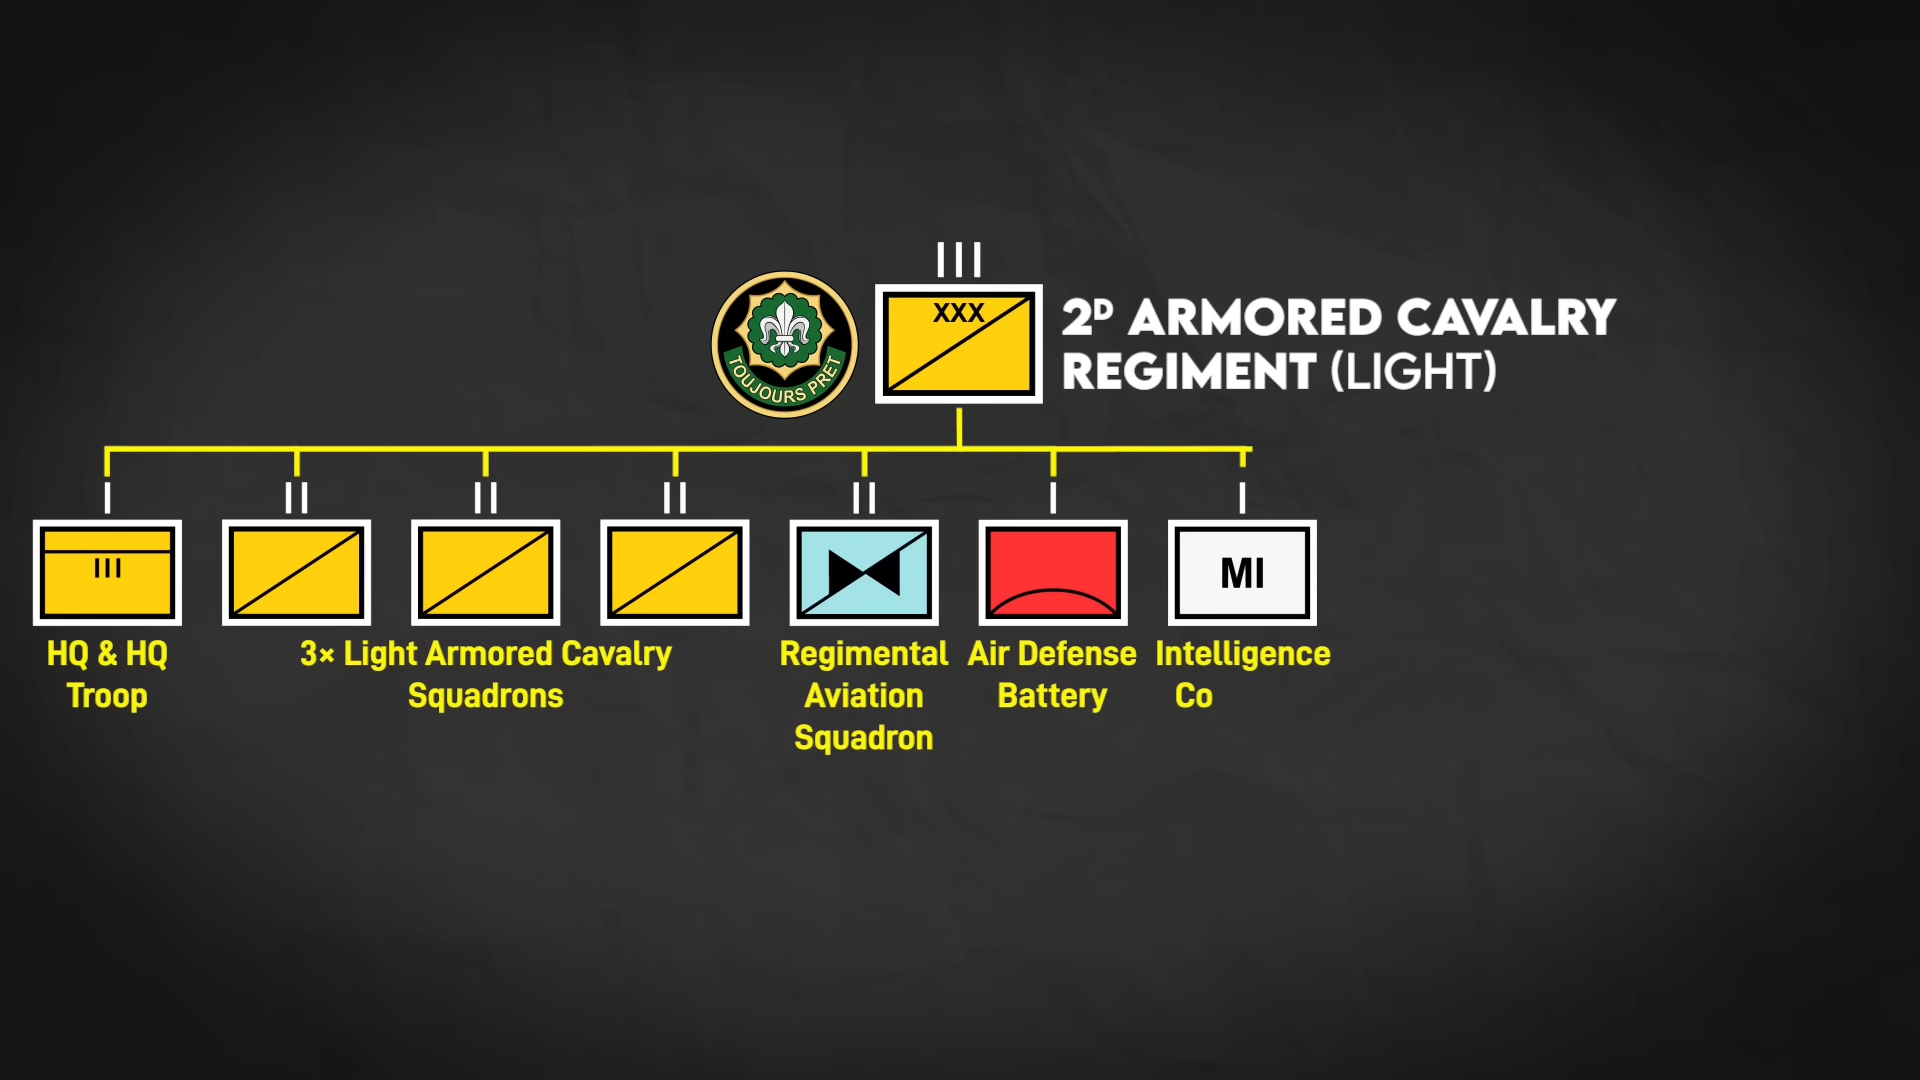 III
TOUJOURS PRET
XXX
2D ARMORED CAVALRY
REGIMENT (LIGHT)
I II II II II I I
III
MI
HQ & HQ
Troop
3× Light Armored Cavalry
Squadrons
Regimental
Aviation
Squadron
Air Defense
Battery
Intelligence
Co